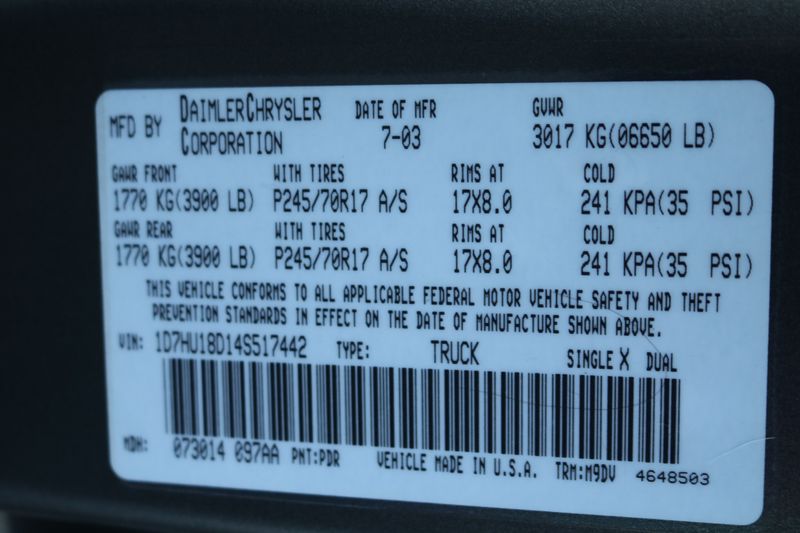 MFD BY DAIMLERCHRYSLER CORPORATION DATE OF MFR 7-03 GVWR 3017 KG(06650 LB)
GAWR FRONT WITH TIRES RIMS AT COLD
1770 KG(3900 LB) P245/70R17 A/S 17X8.0 241 KPA(35 PSI)
GAWR REAR WITH TIRES RIMS AT COLD
1770 KG(3900 LB) P245/70R17 A/S 17X8.0 241 KPA(35 PSI)
THIS VEHICLE CONFORMS TO ALL APPLICABLE FEDERAL MOTOR VEHICLE SAFETY AND THEFT
PREVENTION STANDARDS IN EFFECT ON THE DATE OF MANUFACTURE SHOWN ABOVE.
VIN: 1D7HU18D14S517442 TYPE: TRUCK SINGLE X DUAL
MDH: 073014 097AA PNT:PDR VEHICLE MADE IN U.S.A. TRM:M9DV 4648503